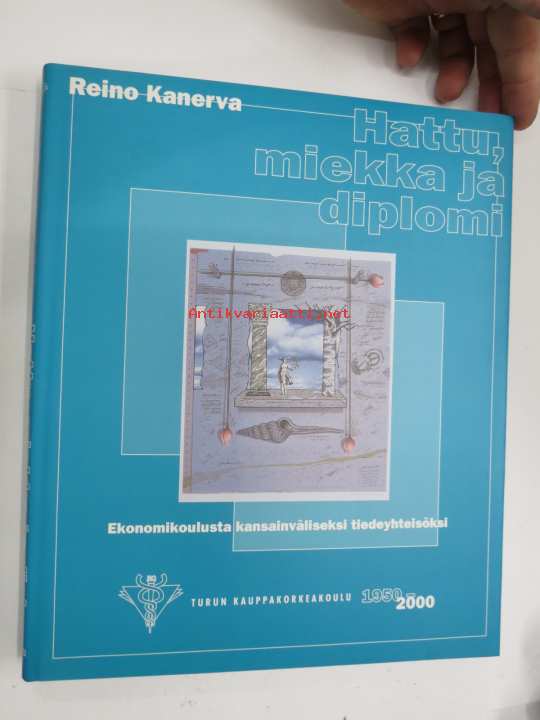 Reino Kanerva
Hattu,
miekka ja
diplomi
Antikvariaatti.net
Ekonomikoulusta kansainväliseksi tiedeyhteisöksi
TURUN KAUPPAKORKEAKOULU 1950–2000